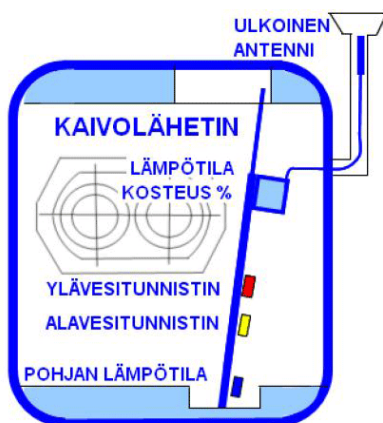 ULKOINEN
ANTENNI
KAIVOLÄHETIN
LÄMPÖTILA
KOSTEUS %
YLÄVESITUNNISTIN
ALAVESITUNNISTIN
POHJAN LÄMPÖTILA